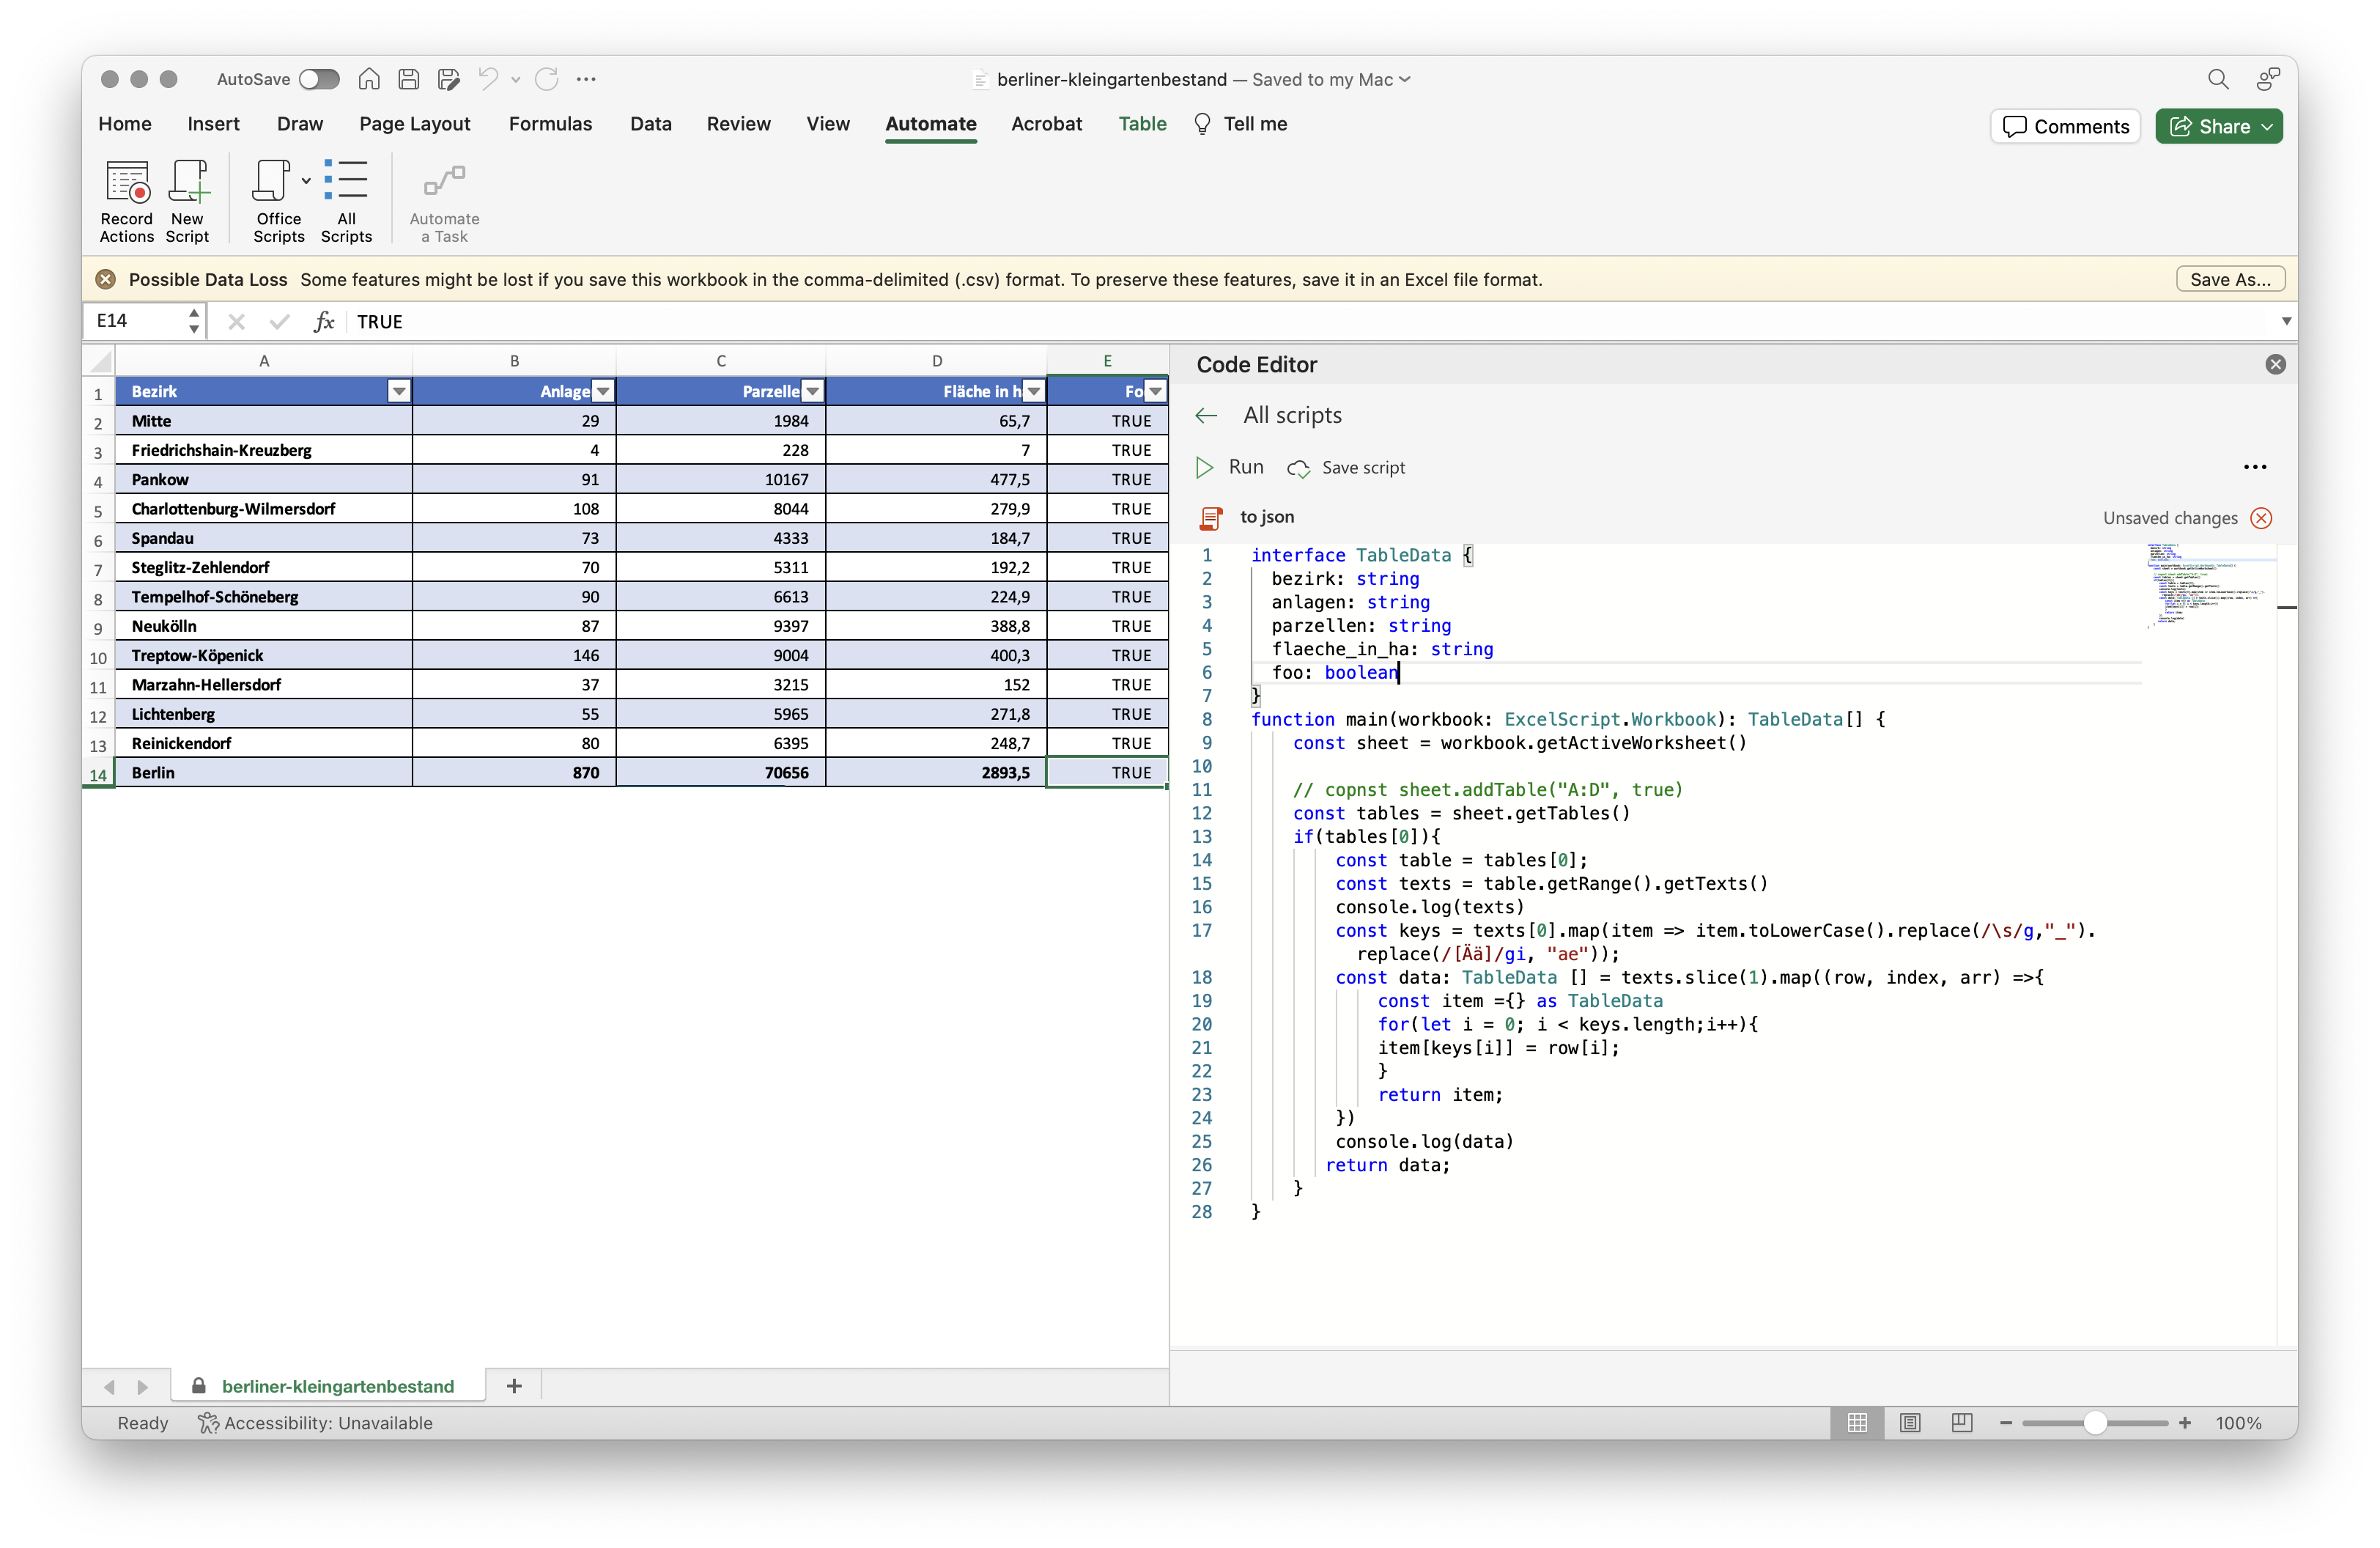 AutoSave
berliner-kleingartenbestand — Saved to my Mac
Home Insert Draw Page Layout Formulas Data Review View Automate Acrobat Table Tell me
Comments Share
Record Actions
New Script
Office Scripts
All Scripts
Automate a Task
Possible Data Loss Some features might be lost if you save this workbook in the comma-delimited (.csv) format. To preserve these features, save it in an Excel file format. Save As...
E14 fx TRUE
A B C D E
1 Bezirk Anlage Parzelle Fläche in h Fo
2 Mitte 29 1984 65,7 TRUE
3 Friedrichshain-Kreuzberg 4 228 7 TRUE
4 Pankow 91 10167 477,5 TRUE
5 Charlottenburg-Wilmersdorf 108 8044 279,9 TRUE
6 Spandau 73 4333 184,7 TRUE
7 Steglitz-Zehlendorf 70 5311 192,2 TRUE
8 Tempelhof-Schöneberg 90 6613 224,9 TRUE
9 Neukölln 87 9397 388,8 TRUE
10 Treptow-Köpenick 146 9004 400,3 TRUE
11 Marzahn-Hellersdorf 37 3215 152 TRUE
12 Lichtenberg 55 5965 271,8 TRUE
13 Reinickendorf 80 6395 248,7 TRUE
14 Berlin 870 70656 2893,5 TRUE
Code Editor
All scripts
Run Save script ...
to json Unsaved changes
1 interface TableData {
2 bezirk: string
3 anlagen: string
4 parzellen: string
5 flaeche_in_ha: string
6 foo: boolean
7 }
8 function main(workbook: ExcelScript.Workbook): TableData[] {
9 const sheet = workbook.getActiveWorksheet()
10
11 // copnst sheet.addTable("A:D", true)
12 const tables = sheet.getTables()
13 if(tables[0]){
14 const table = tables[0];
15 const texts = table.getRange().getTexts()
16 console.log(texts)
17 const keys = texts[0].map(item => item.toLowerCase().replace(/\s/g,"_").
replace(/[Ää]/gi, "ae"));
18 const data: TableData [] = texts.slice(1).map((row, index, arr) =>{
19 const item ={} as TableData
20 for(let i = 0; i < keys.length;i++){
21 item[keys[i]] = row[i];
22 }
23 return item;
24 })
25 console.log(data)
26 return data;
27 }
28 }
berliner-kleingartenbestand +
Ready Accessibility: Unavailable
100%